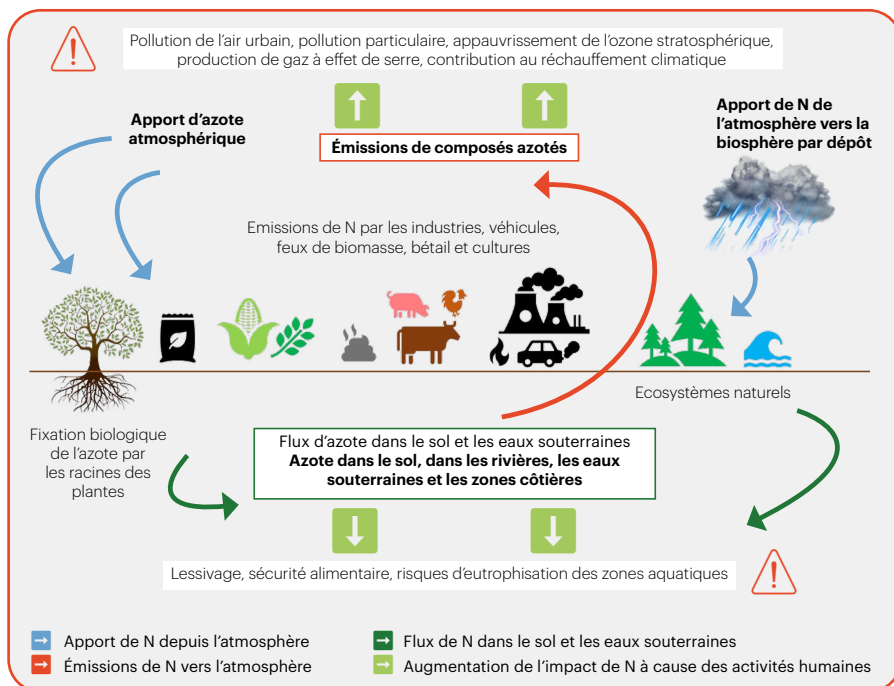 Pollution de l’air urbain, pollution particulaire, appauvrissement de l’ozone stratosphérique,
production de gaz à effet de serre, contribution au réchauffement climatique
Apport d’azote
atmosphérique
Émissions de composés azotés
Apport de N de
l’atmosphère vers la
biosphère par dépôt
Emissions de N par les industries, véhicules,
feux de biomasse, bétail et cultures
Ecosystèmes naturels
Fixation biologique
de l’azote par
les racines des
plantes
Flux d’azote dans le sol et les eaux souterraines
Azote dans le sol, dans les rivières, les eaux
souterraines et les zones côtières
Lessivage, sécurité alimentaire, risques d’eutrophisation des zones aquatiques
Apport de N depuis l’atmosphère
Émissions de N vers l’atmosphère
Flux de N dans le sol et les eaux souterraines
Augmentation de l’impact de N à cause des activités humaines